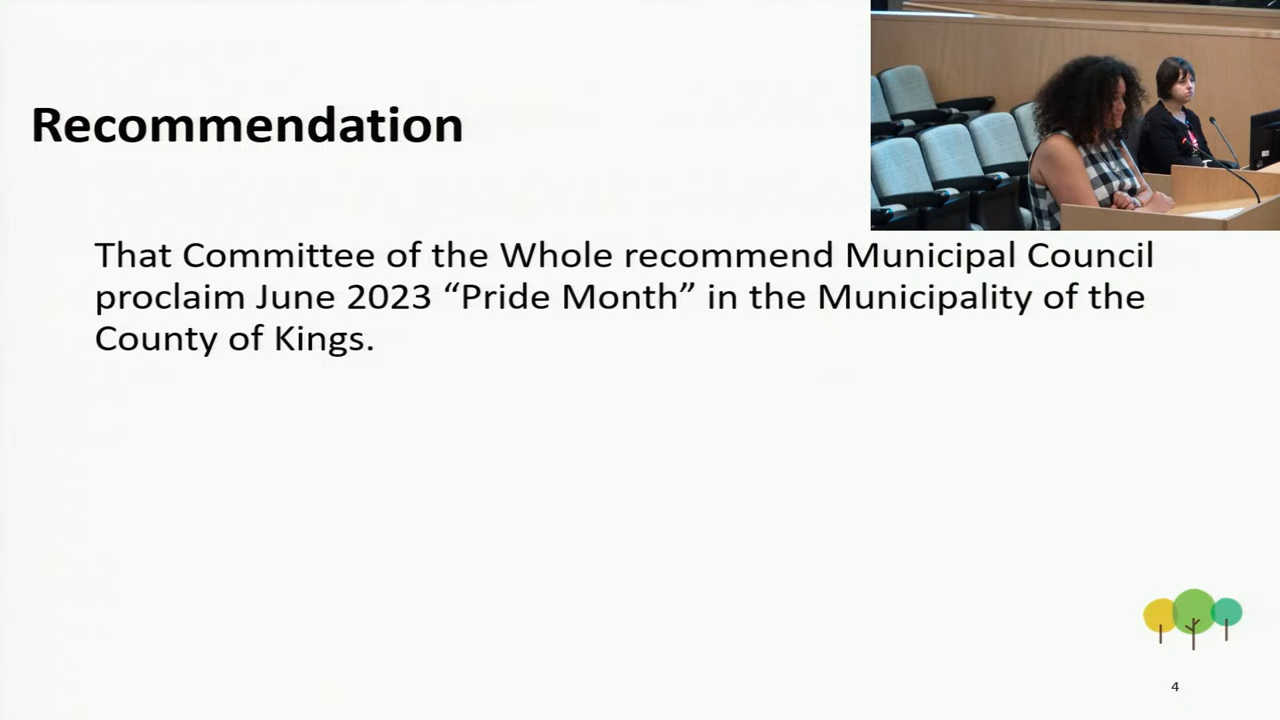 Recommendation
That Committee of the Whole recommend Municipal Council
proclaim June 2023 “Pride Month” in the Municipality of the
County of Kings.
4